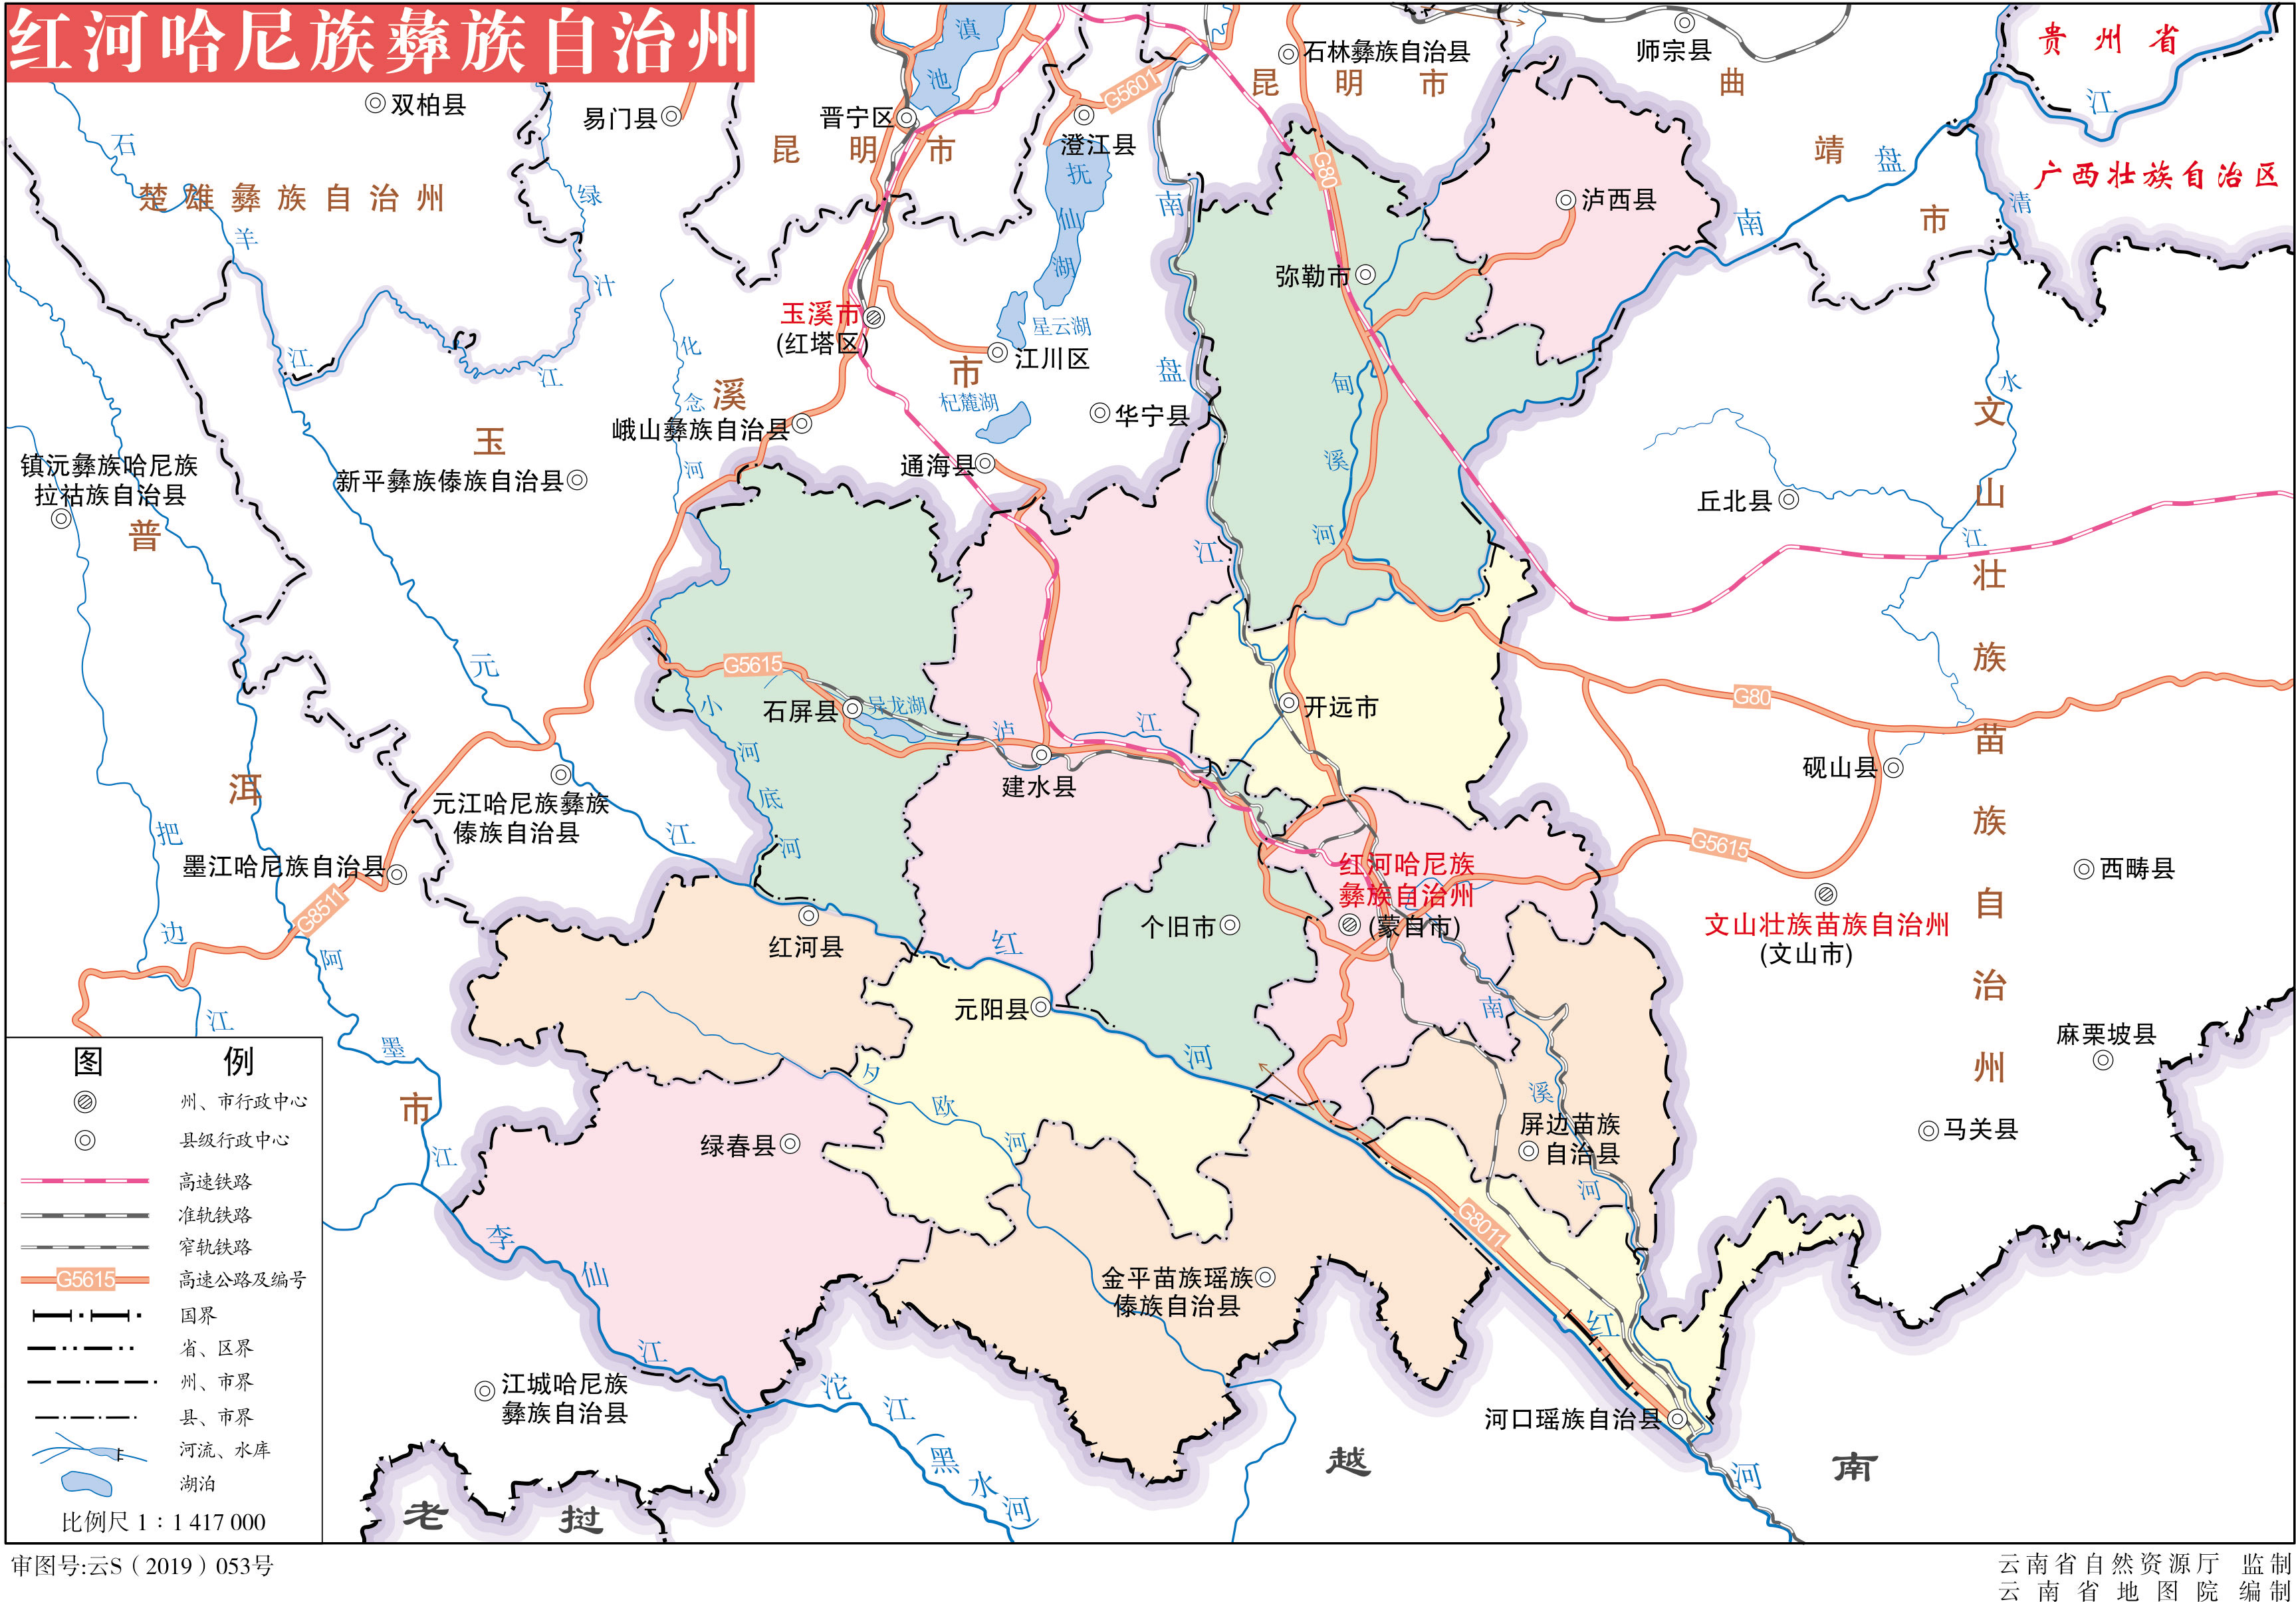 红河哈尼族彝族自治州
滇
池
石林彝族自治县
师宗县
贵州省
昆明市
曲
双柏县
易门县
晋宁区
G5601
澄江县
江
石
昆明市
抚
仙
湖
G80
靖
盘
广西壮族自治区
楚雄彝族自治州
绿
汁
江
羊
江
南
泸西县
南
市
清
弥勒市
玉溪市
(红塔区)
星云湖
江川区
市
化
念
河
溪
杞麓湖
盘
甸
溪
河
水
文山壮族苗族自治州
峨山彝族自治县
华宁县
玉
镇沅彝族哈尼族
拉祜族自治县
新平彝族傣族自治县
通海县
丘北县
普
江
江
元
G5615
石屏县
异龙湖
小
河
底
河
泸
江
开远市
G80
洱
建水县
砚山县
元江哈尼族彝族
傣族自治县
江
把
墨江哈尼族自治县
G5615
西畴县
红河哈尼族
彝族自治州
(蒙自市)
G8511
边
红河县
红
个旧市
文山壮族苗族自治州
(文山市)
阿
江
元阳县
南
河
墨
麻栗坡县
夕
欧
河
溪
市
江
绿春县
屏边苗族
自治县
马关县
河
李
仙
江
G8011
金平苗族瑶族
傣族自治县
红
江城哈尼族
彝族自治县
沱
江
(黑水河)
河口瑶族自治县
河
越南
老挝
图例
州、市行政中心
县级行政中心
高速铁路
准轨铁路
窄轨铁路
G5615 高速公路及编号
国界
省、区界
州、市界
县、市界
河流、水库
湖泊
比例尺 1：1 417 000
审图号:云S（2019）053号
云南省自然资源厅 监制
云南省地图院 编制